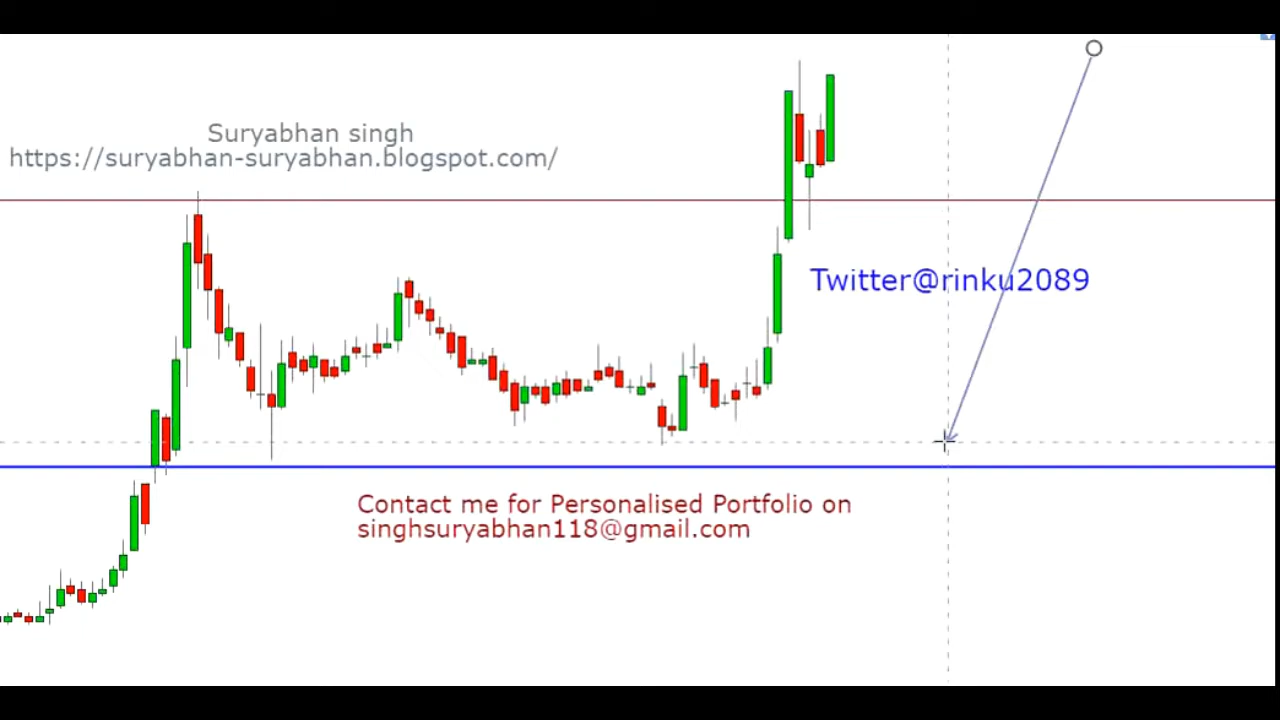 Suryabhan singh
https://suryabhan-suryabhan.blogspot.com/
Twitter@rinku2089
Contact me for Personalised Portfolio on
singhsuryabhan118@gmail.com